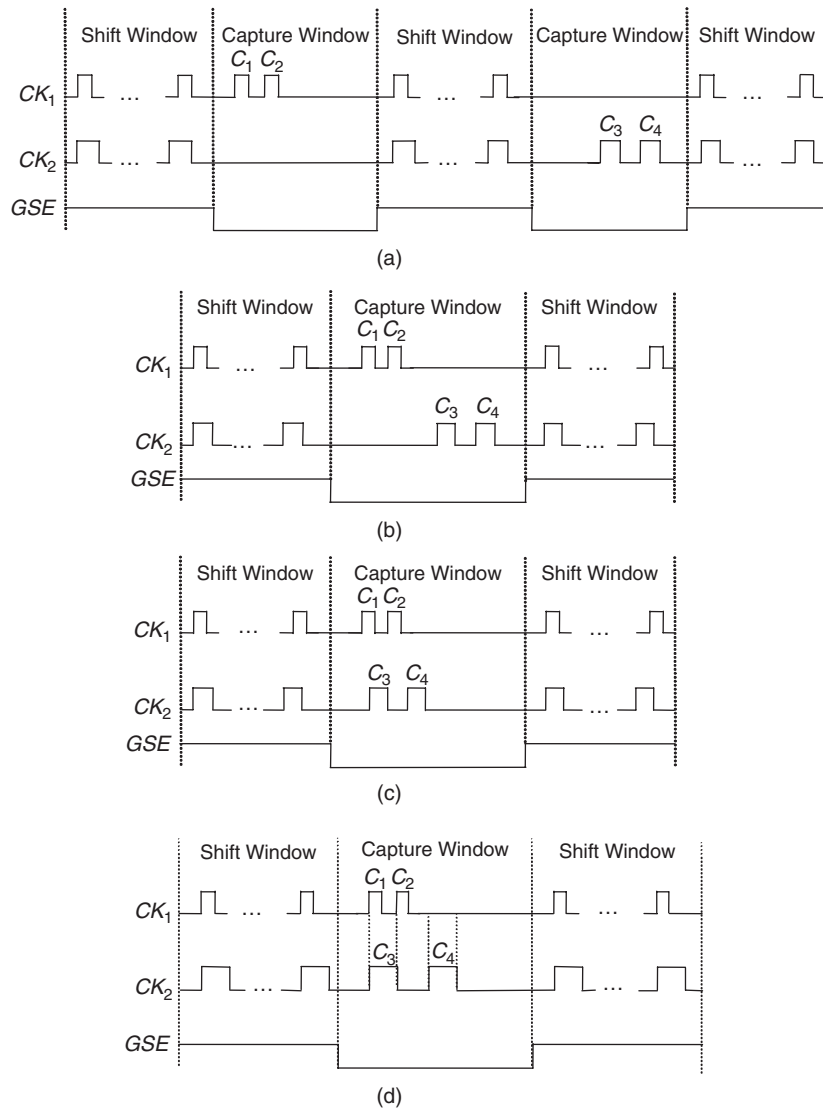 Shift Window Capture Window Shift Window Capture Window Shift Window
C₁ C₂
CK₁ ... ... ...
C₃ C₄
CK₂ ... ... ...
GSE
(a)
Shift Window Capture Window Shift Window
C₁ C₂
CK₁ ... ...
C₃ C₄
CK₂ ... ...
GSE
(b)
Shift Window Capture Window Shift Window
C₁ C₂
CK₁ ... ...
C₃ C₄
CK₂ ... ...
GSE
(c)
Shift Window Capture Window Shift Window
C₁ C₂
CK₁ ... ...
C₃ C₄
CK₂ ... ...
GSE
(d)